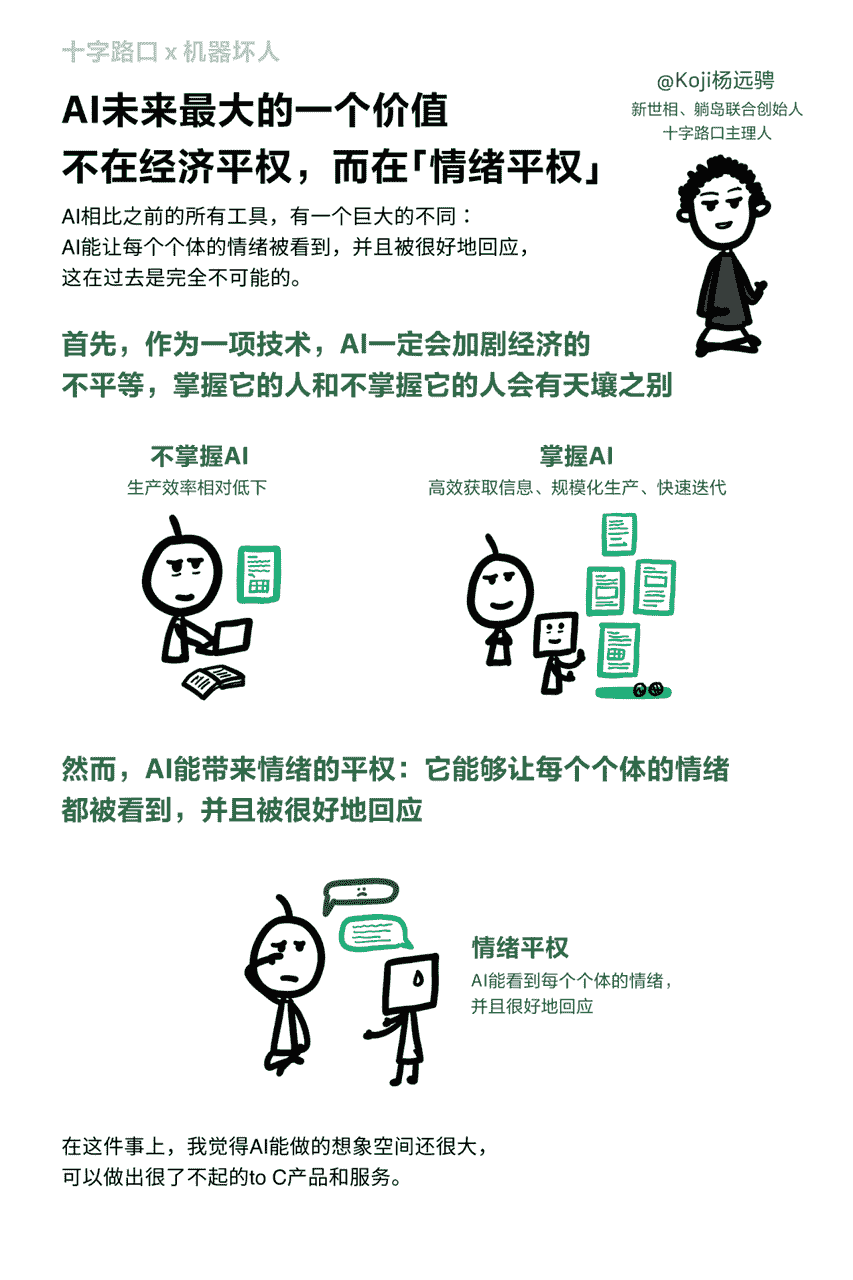 十字路口 x 机器坏人
@Koji杨远骋
新世相、躺岛联合创始人
十字路口主理人
AI未来最大的一个价值
不在经济平权，而在「情绪平权」
AI相比之前的所有工具，有一个巨大的不同：
AI能让每个个体的情绪被看到，并且被很好地回应，
这在过去是完全不可能的。
首先，作为一项技术，AI一定会加剧经济的
不平等，掌握它的人和不掌握它的人会有天壤之别
不掌握AI
生产效率相对低下
掌握AI
高效获取信息、规模化生产、快速迭代
然而，AI能带来情绪的平权：它能够让每个个体的情绪
都被看到，并且被很好地回应
情绪平权
AI能看到每个个体的情绪，
并且很好地回应
在这件事上，我觉得AI能做的想象空间还很大，
可以做出很了不起的to C产品和服务。